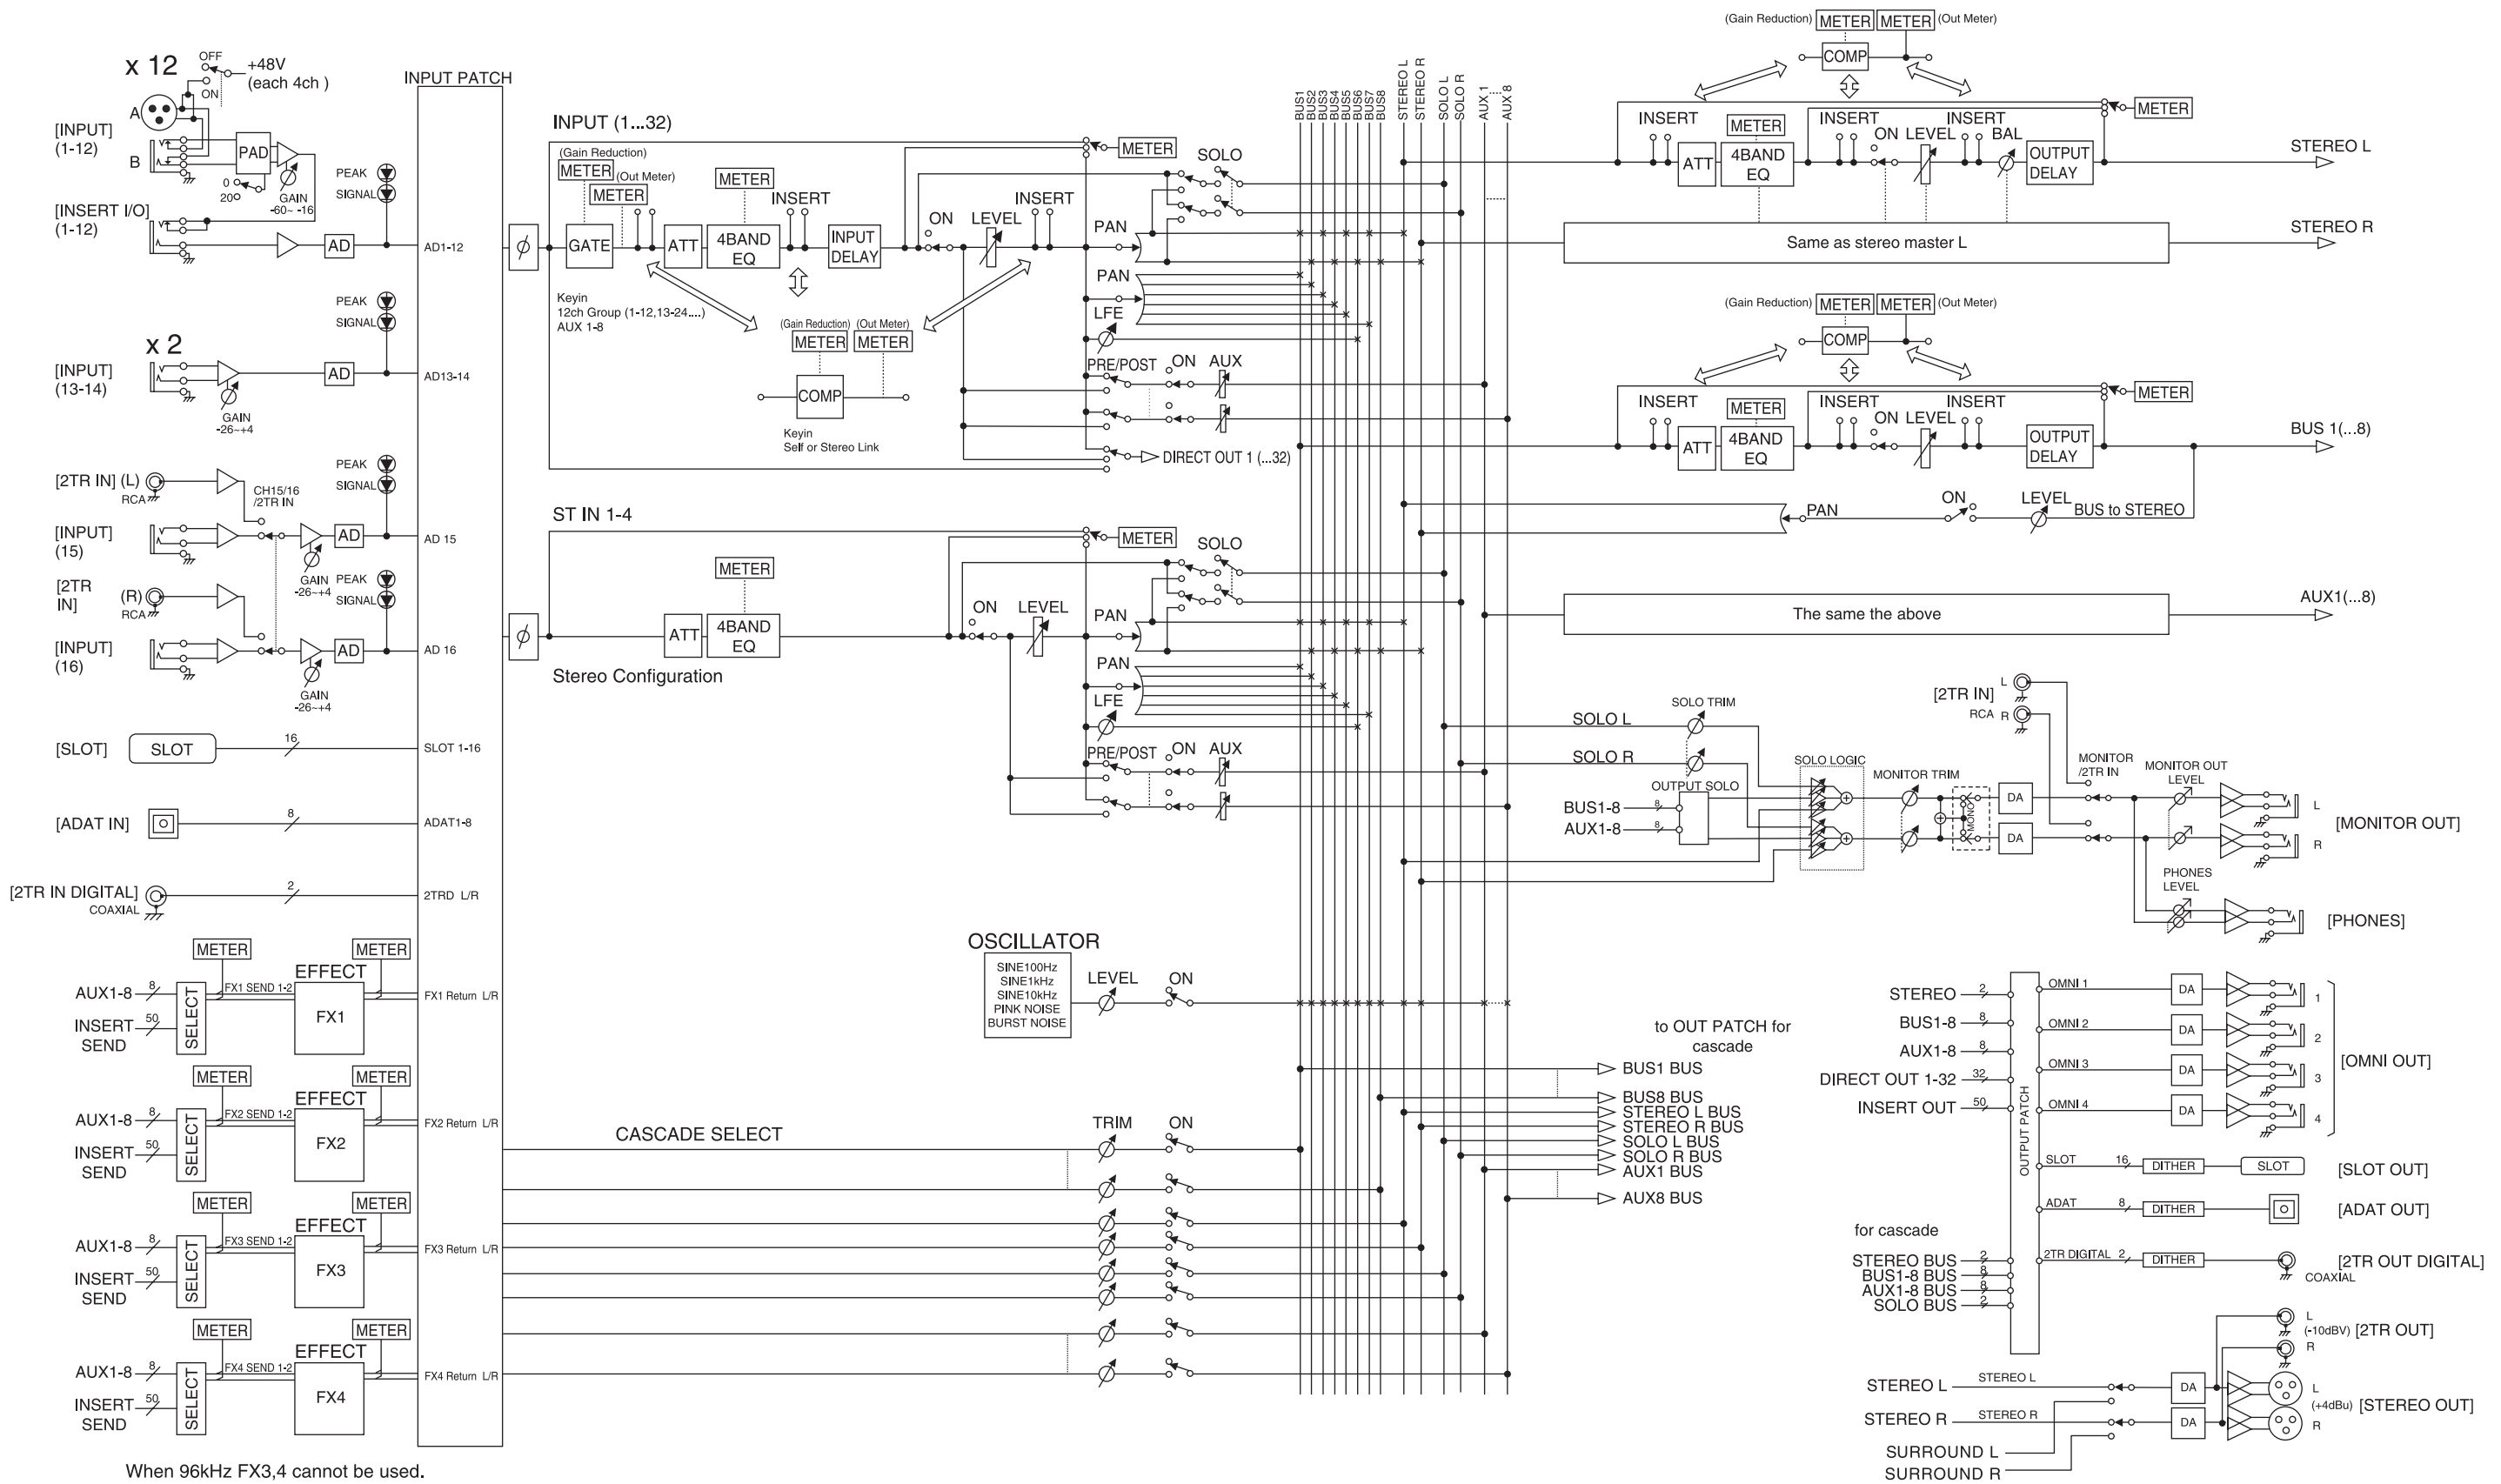 x 12
OFF
+48V
(each 4ch )
ON
A
[INPUT]
(1-12)
B
PAD
0
20
GAIN
-60~ -16
PEAK
SIGNAL
[INSERT I/O]
(1-12)
AD
INPUT PATCH
AD1-12
x 2
[INPUT]
(13-14)
GAIN
-26~+4
AD
PEAK
SIGNAL
AD13-14
[2TR IN] (L)
RCA
CH15/16
/2TR IN
PEAK
SIGNAL
[INPUT]
(15)
AD
AD 15
GAIN
-26~+4
[2TR
IN]
(R)
RCA
PEAK
SIGNAL
[INPUT]
(16)
AD
AD 16
GAIN
-26~+4
[SLOT]
SLOT
16
SLOT 1-16
[ADAT IN]
8
ADAT1-8
[2TR IN DIGITAL]
COAXIAL
2
2TRD L/R
METER
METER
EFFECT
AUX1-8
8
INSERT
SEND
50
SELECT
FX1 SEND 1-2
FX1
FX1 Return L/R
METER
METER
EFFECT
AUX1-8
8
INSERT
SEND
50
SELECT
FX2 SEND 1-2
FX2
FX2 Return L/R
METER
METER
EFFECT
AUX1-8
8
INSERT
SEND
50
SELECT
FX3 SEND 1-2
FX3
FX3 Return L/R
METER
METER
EFFECT
AUX1-8
8
INSERT
SEND
50
SELECT
FX4 SEND 1-2
FX4
FX4 Return L/R
When 96kHz FX3,4 cannot be used.
INPUT (1...32)
(Gain Reduction)
METER
(Out Meter)
METER
METER
INSERT
ϕ
GATE
ATT
4BAND
EQ
INPUT
DELAY
ON
LEVEL
INSERT
METER
SOLO
PAN
PAN
LFE
Keyin
12ch Group (1-12,13-24....)
AUX 1-8
(Gain Reduction)
(Out Meter)
METER
METER
COMP
Keyin
Self or Stereo Link
PRE/POST
ON
AUX
DIRECT OUT 1 (...32)
ST IN 1-4
METER
METER
SOLO
ϕ
ATT
4BAND
EQ
ON
LEVEL
PAN
PAN
LFE
Stereo Configuration
PRE/POST
ON
AUX
OSCILLATOR
SINE100Hz
SINE1kHz
SINE10kHz
PINK NOISE
BURST NOISE
LEVEL
ON
CASCADE SELECT
TRIM
ON
BUS1
BUS2
BUS3
BUS4
BUS5
BUS6
BUS7
BUS8
STEREO L
STEREO R
SOLO L
SOLO R
AUX 1
......
AUX 8
(Gain Reduction)
METER
METER
(Out Meter)
COMP
METER
INSERT
METER
INSERT
ON
LEVEL
INSERT
BAL
ATT
4BAND
EQ
OUTPUT
DELAY
STEREO L
Same as stereo master L
STEREO R
(Gain Reduction)
METER
METER
(Out Meter)
COMP
METER
INSERT
METER
INSERT
ON
LEVEL
INSERT
ATT
4BAND
EQ
OUTPUT
DELAY
BUS 1(...8)
PAN
ON
LEVEL
BUS to STEREO
The same the above
AUX1(...8)
SOLO L
SOLO TRIM
SOLO R
OUTPUT SOLO
BUS1-8
8
AUX1-8
8
SOLO LOGIC
MONITOR TRIM
MONO
DA
DA
[2TR IN]
L
RCA R
MONITOR
/2TR IN
MONITOR OUT
LEVEL
L
R
[MONITOR OUT]
PHONES
LEVEL
[PHONES]
to OUT PATCH for
cascade
BUS1 BUS
BUS8 BUS
STEREO L BUS
STEREO R BUS
SOLO L BUS
SOLO R BUS
AUX1 BUS
AUX8 BUS
STEREO
2
BUS1-8
8
AUX1-8
8
DIRECT OUT 1-32
32
INSERT OUT
50
OUTPUT PATCH
OMNI 1
DA
1
OMNI 2
DA
2
OMNI 3
DA
3
OMNI 4
DA
4
[OMNI OUT]
SLOT
16
DITHER
SLOT
[SLOT OUT]
ADAT
8
DITHER
[ADAT OUT]
for cascade
STEREO BUS
2
BUS1-8 BUS
8
AUX1-8 BUS
8
SOLO BUS
2
2TR DIGITAL
2
DITHER
[2TR OUT DIGITAL]
COAXIAL
L
(-10dBV) [2TR OUT]
R
STEREO L
STEREO L
DA
L
(+4dBu) [STEREO OUT]
STEREO R
STEREO R
DA
R
SURROUND L
SURROUND R